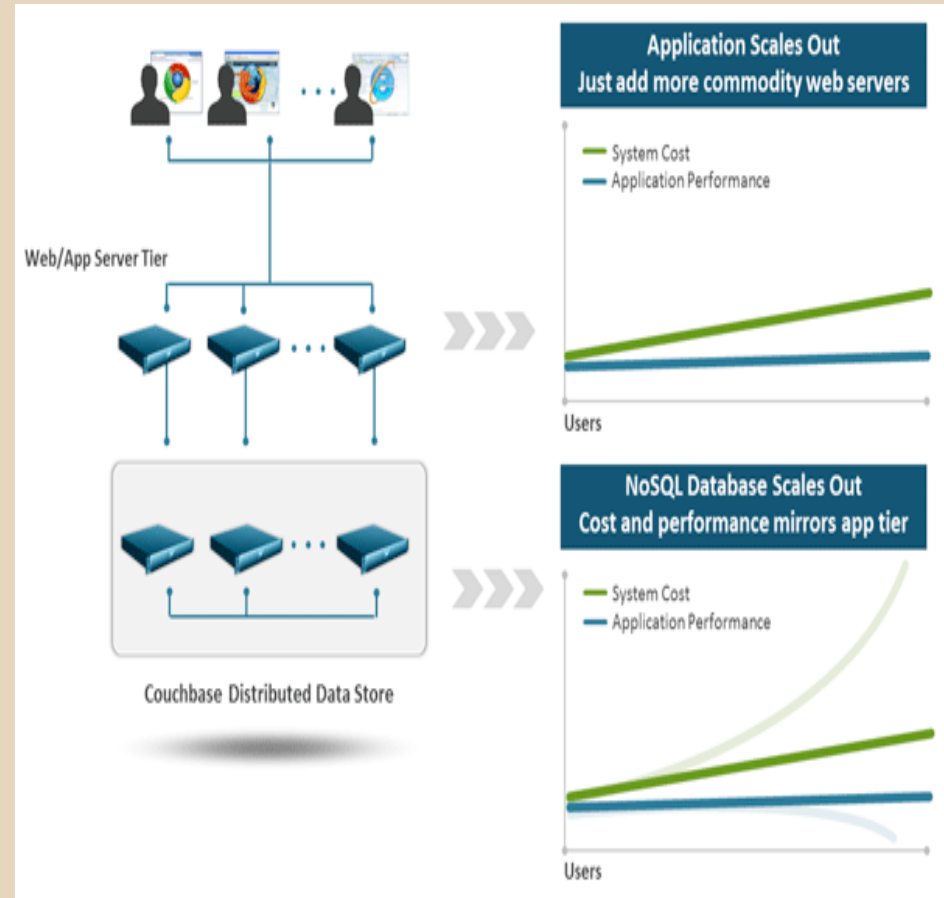 Application Scales Out
Just add more commodity web servers
System Cost
Application Performance
Users
Web/App Server Tier
NoSQL Database Scales Out
Cost and performance mirrors app tier
System Cost
Application Performance
Users
Couchbase Distributed Data Store